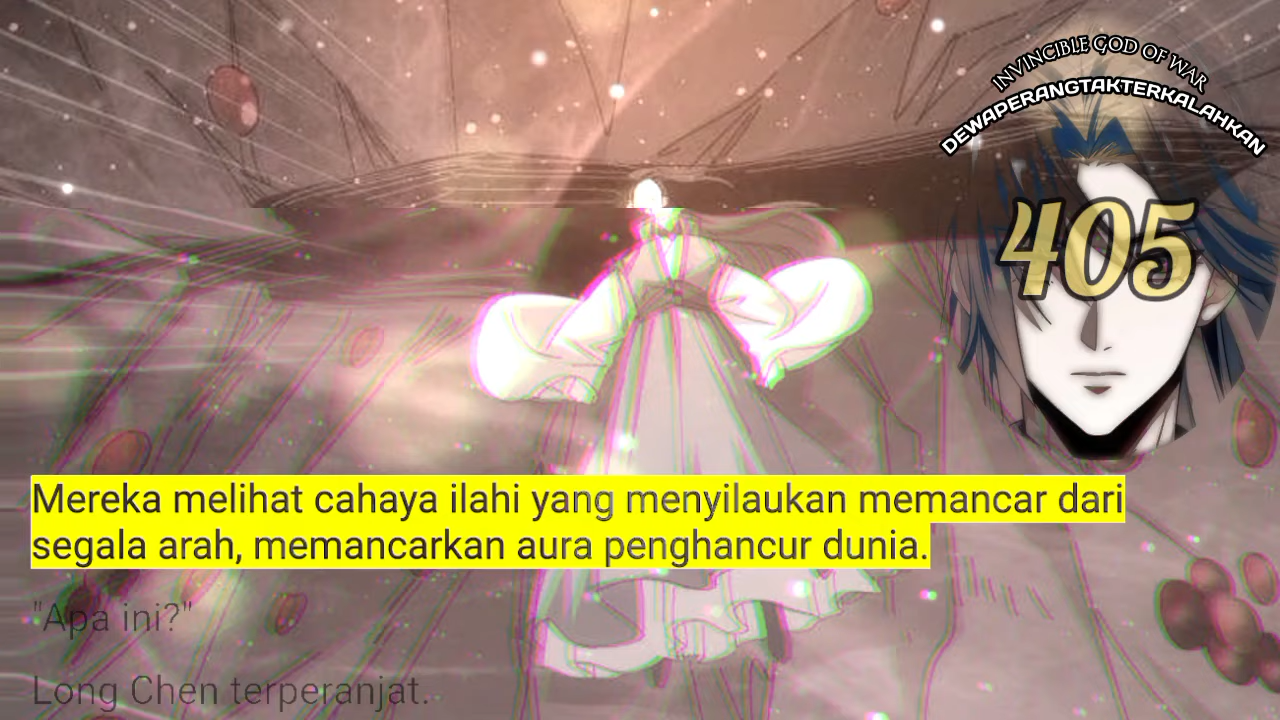 INVINCIBLE GOD OF WAR
DEWAPERANGTAKTERKALAHKAN
405
Mereka melihat cahaya ilahi yang menyilaukan memancar dari
segala arah, memancarkan aura penghancur dunia.
"Apa ini?"
Long Chen terperanjat.